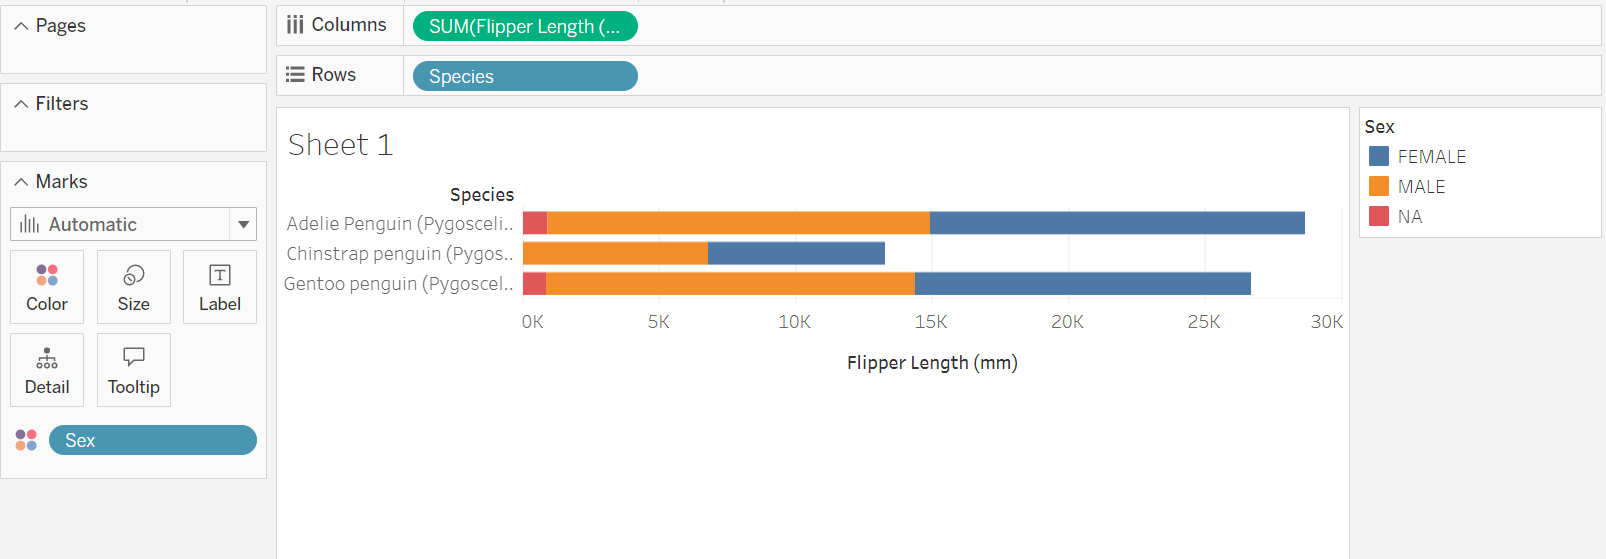 Pages
Filters
Marks
Automatic
Color
Size
Label
Detail
Tooltip
Sex
Columns
SUM(Flipper Length (...
Rows
Species
Sheet 1
Species
Adelie Penguin (Pygosceli..
Chinstrap penguin (Pygos..
Gentoo penguin (Pygoscel..
0K 5K 10K 15K 20K 25K 30K
Flipper Length (mm)
Sex
FEMALE
MALE
NA